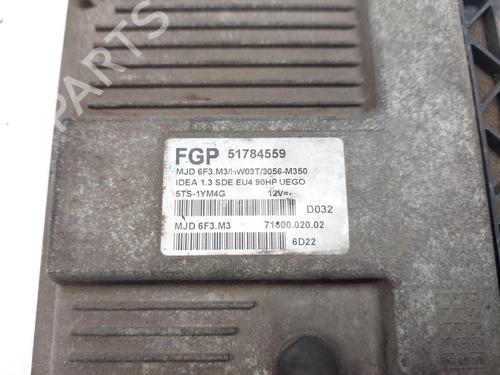 FGP 51784559
MJD 6F3.M3/HW03T/3056-M350
IDEA 1.3 SDE EU4 90HP UEGO
5TS-1YM4G 12V=-
D032
MJD 6F3.M3 71600.020.02
6D22
B-PARTS